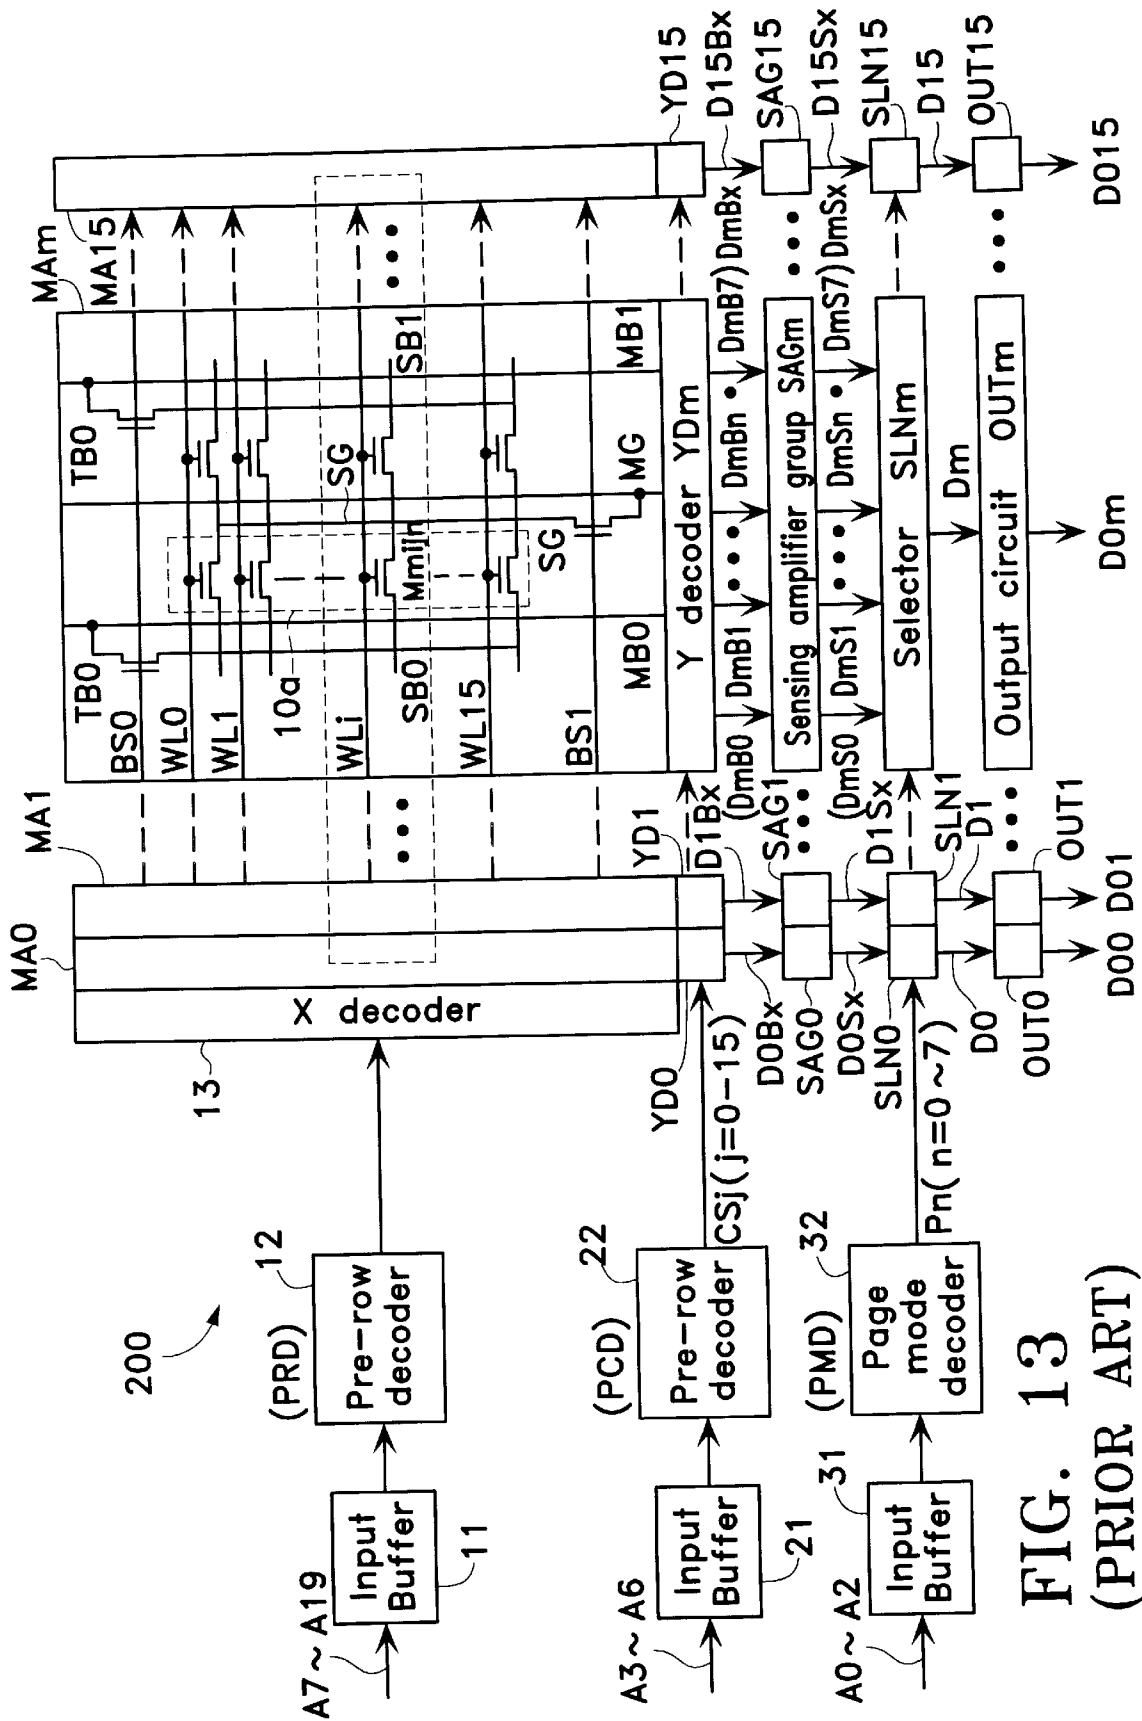 200
A7~A19
Input Buffer
11
(PRD)
12
Pre-row decoder
13
X decoder
MA0
MA1
MAm
MA15
TB0
TB0
BS0
WL0
WL1
10a
WLi
WL15
BS1
SB0
SB1
SG
SG
Mmijn
MB0
MG
MB1
A3~A6
Input Buffer
21
(PCD)
22
Pre-row decoder
CSj(j=0-15)
YD0
YD1
Y decoder YDm
YD15
D0Bx
D1Bx
(DmB0
DmB1
DmBn
DmB7)
DmBx
D15Bx
SAG0
SAG1
Sensing amplifier group SAGm
SAG15
D0Sx
D1Sx
(DmS0
DmS1
DmSn
DmS7)
DmSx
D15Sx
A0~A2
Input Buffer
31
(PMD)
32
Page mode decoder
Pn(n=0~7)
SLN0
SLN1
Selector SLNm
SLN15
D0
D1
Dm
D15
OUT0
OUT1
Output circuit OUTm
OUT15
D00
D01
D0m
D015
FIG. 13
(PRIOR ART)